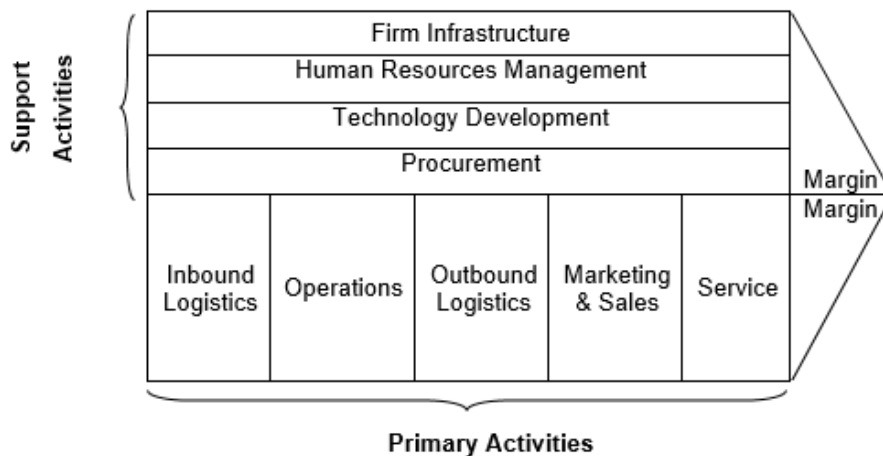 Support
Activities
Firm Infrastructure
Human Resources Management
Technology Development
Procurement
Margin
Margin
Inbound
Logistics
Operations
Outbound
Logistics
Marketing
& Sales
Service
Primary Activities